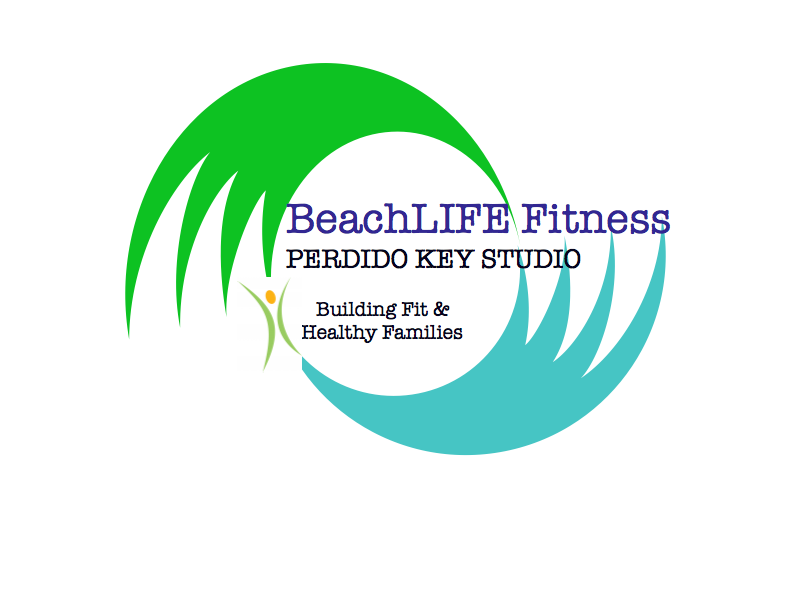 BeachLIFE Fitness
PERDIDO KEY STUDIO
Building Fit &
Healthy Families